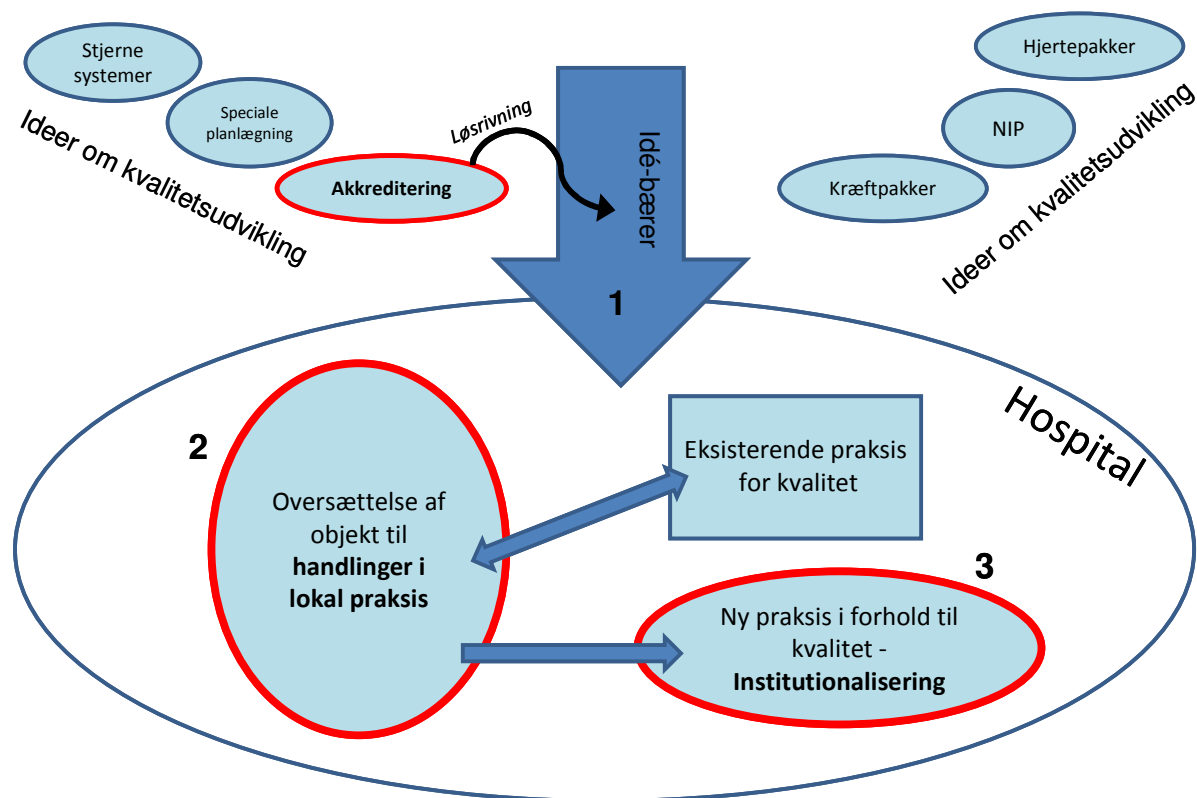 Stjerne
systemer
Speciale
planlægning
Akkreditering
Ideer om kvalitetsudvikling
Løsrivning
Idé-bærer
Hjertepakker
NIP
Kræftpakker
Ideer om kvalitetsudvikling
1
Hospital
2
Oversættelse af
objekt til
handlinger i
lokal praksis
Eksisterende praksis
for kvalitet
3
Ny praksis i forhold til
kvalitet -
Institutionalisering